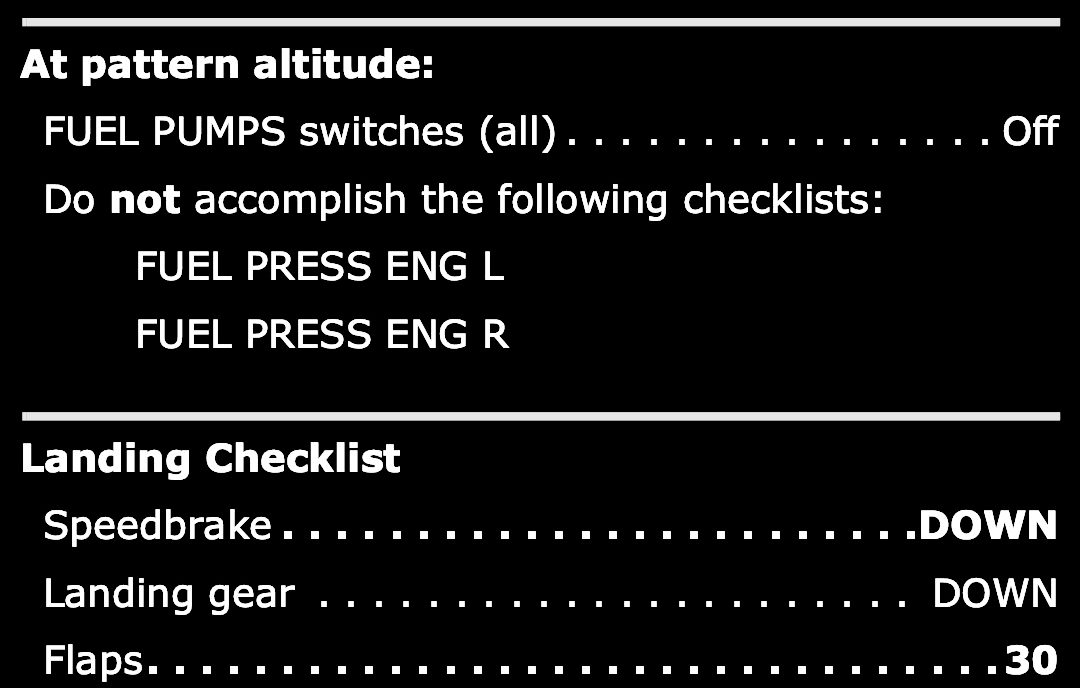 At pattern altitude:
FUEL PUMPS switches (all) . . . . . . . . . . . . . . . . Off
Do not accomplish the following checklists:
FUEL PRESS ENG L
FUEL PRESS ENG R
Landing Checklist
Speedbrake . . . . . . . . . . . . . . . . . . . . . . . .DOWN
Landing gear . . . . . . . . . . . . . . . . . . . . . . DOWN
Flaps. . . . . . . . . . . . . . . . . . . . . . . . . . . . . . . .30